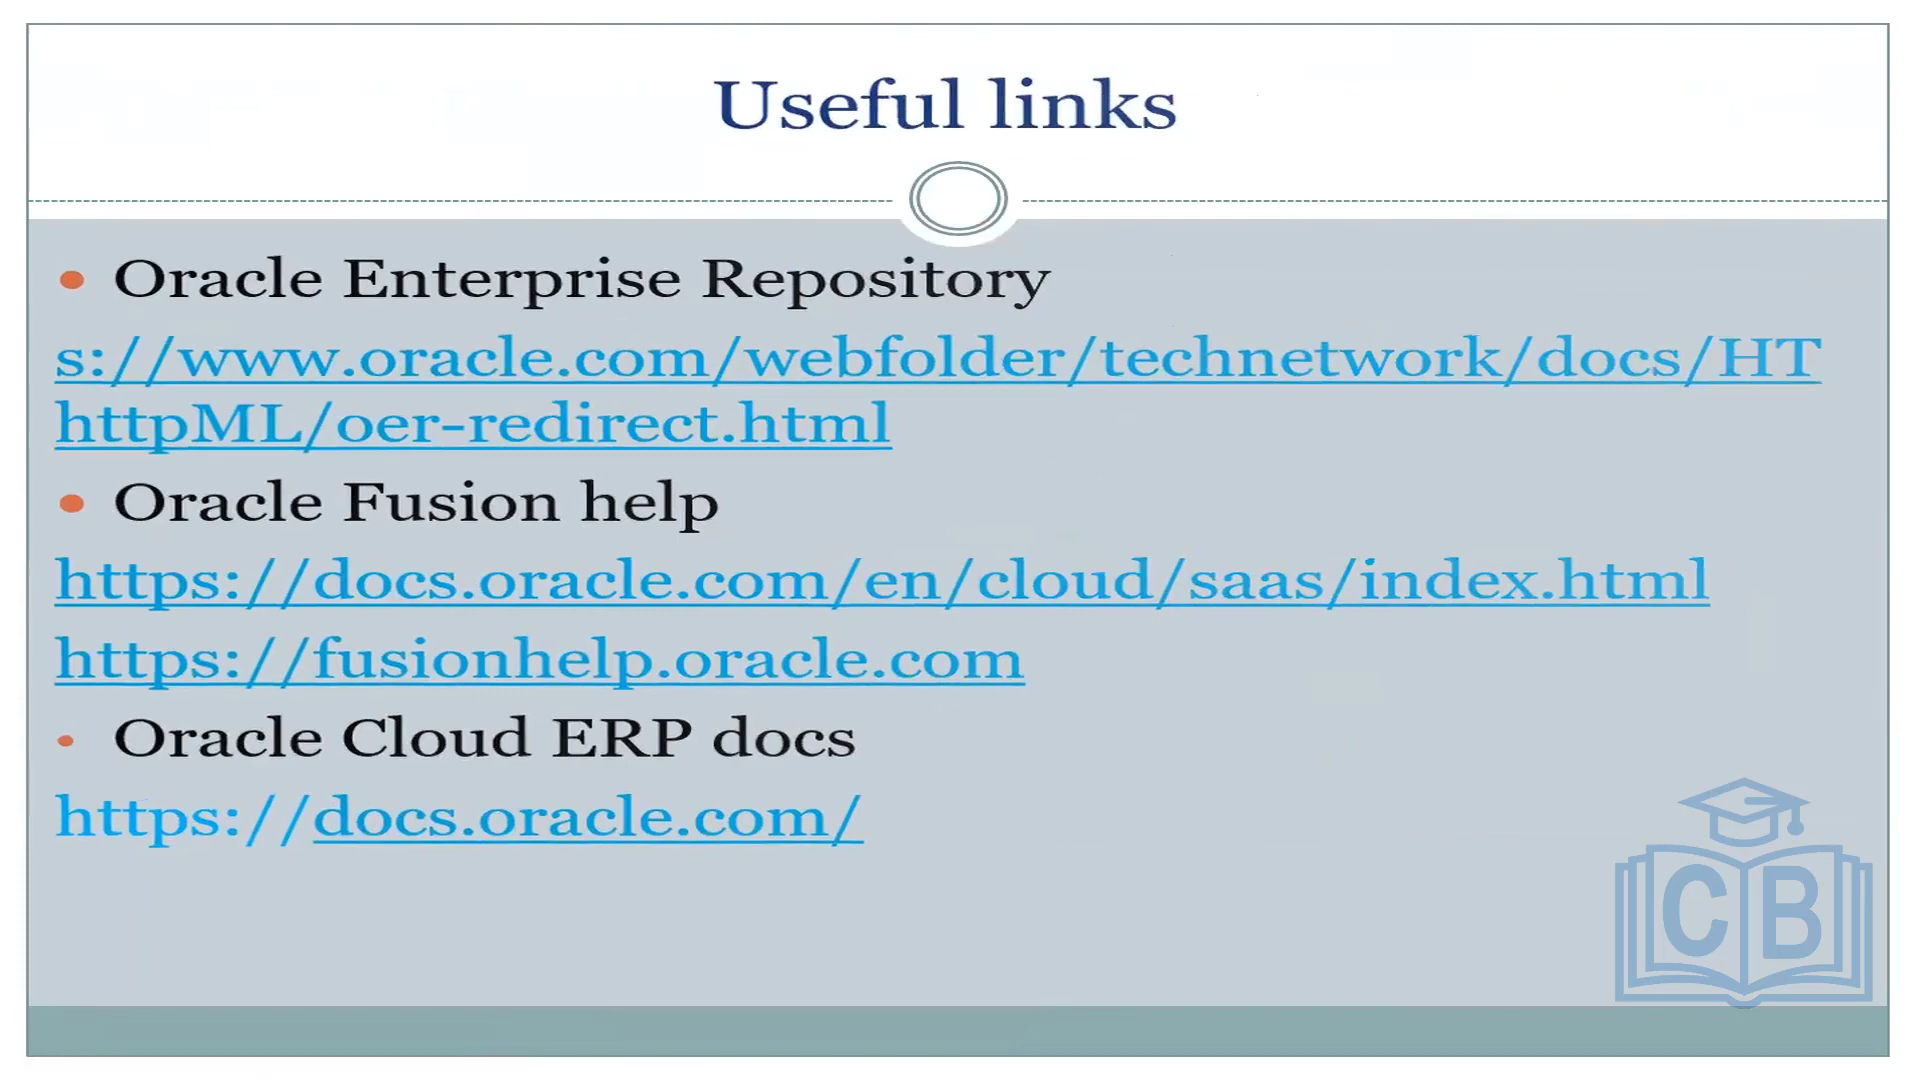 Useful links
• Oracle Enterprise Repository
s://www.oracle.com/webfolder/technetwork/docs/HT
httpML/oer-redirect.html
• Oracle Fusion help
https://docs.oracle.com/en/cloud/saas/index.html
https://fusionhelp.oracle.com
• Oracle Cloud ERP docs
https://docs.oracle.com/
CB